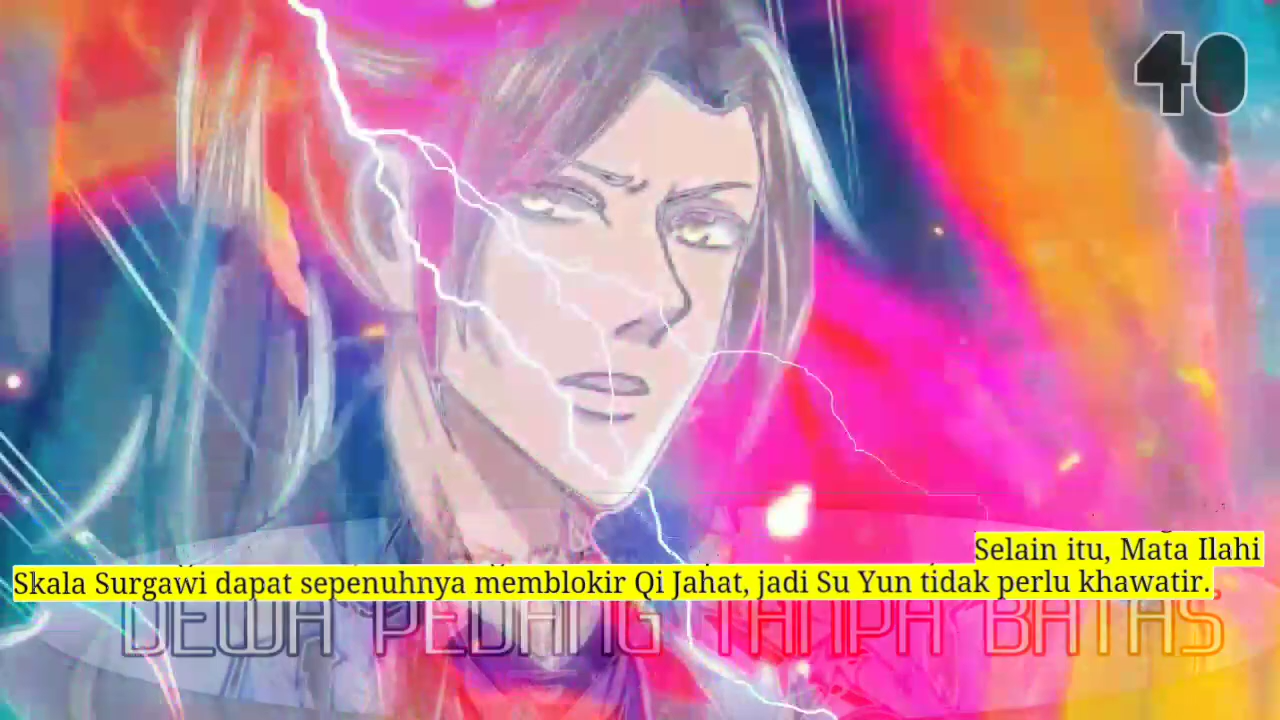 40
Selain itu, Mata Ilahi
Skala Surgawi dapat sepenuhnya memblokir Qi Jahat, jadi Su Yun tidak perlu khawatir.
DEWA PEDANG TANPA BATAS